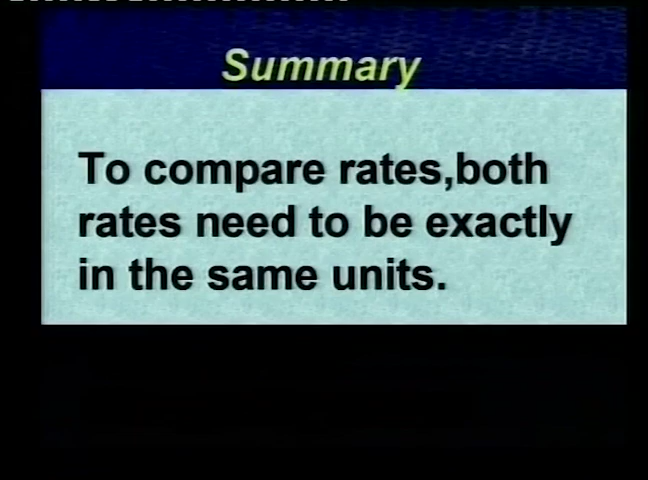 Summary
To compare rates,both
rates need to be exactly
in the same units.